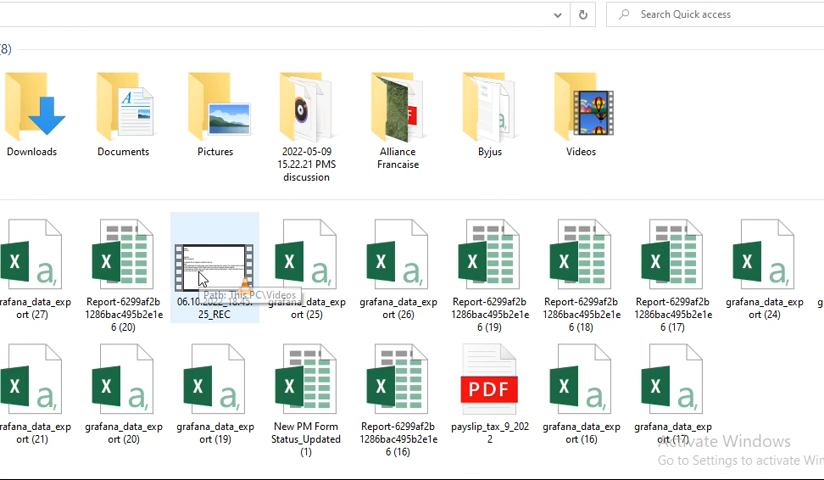 Search Quick access
(8)
Downloads
Documents
Pictures
2022-05-09
15.22.21 PMS
discussion
Alliance
Francaise
Byjus
Videos
grafana_data_exp
ort (27)
Report-6299af2b
1286bac495b2e1e
6 (20)
25_REC
Path: This PC\Videos
grafana_data_exp
ort (25)
grafana_data_exp
ort (26)
Report-6299af2b
1286bac495b2e1e
6 (19)
Report-6299af2b
1286bac495b2e1e
6 (18)
Report-6299af2b
1286bac495b2e1e
6 (17)
grafana_data_exp
ort (24)
grafana_data_exp
ort (21)
grafana_data_exp
ort (20)
grafana_data_exp
ort (19)
New PM Form
Status_Updated
(1)
Report-6299af2b
1286bac495b2e1e
6 (16)
PDF
payslip_tax_9_202
2
grafana_data_exp
ort (16)
grafana_data_exp
ort (17)
Activate Windows
Go to Settings to activate Win